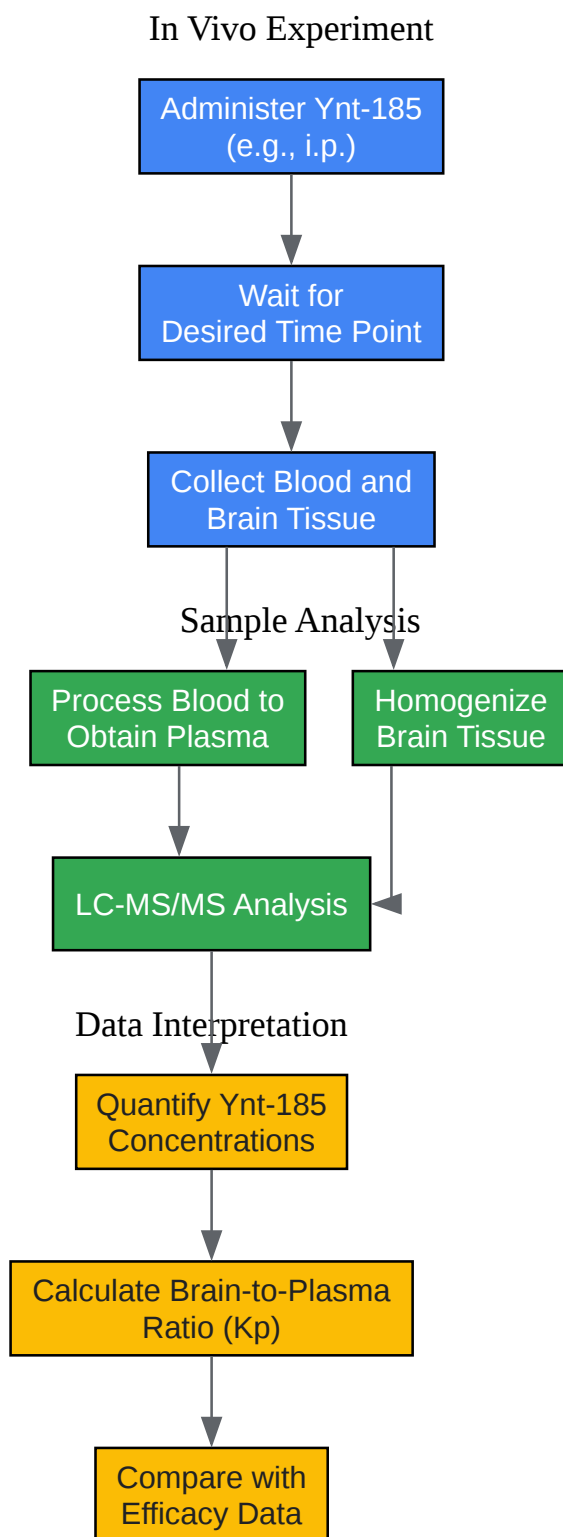 In Vivo Experiment
Administer Ynt-185
(e.g., i.p.)
Wait for
Desired Time Point
Collect Blood and
Brain Tissue
Sample Analysis
Process Blood to
Obtain Plasma
Homogenize
Brain Tissue
LC-MS/MS Analysis
Data Interpretation
Quantify Ynt-185
Concentrations
Calculate Brain-to-Plasma
Ratio (Kp)
Compare with
Efficacy Data